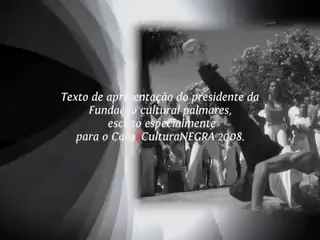 Texto de apresentação do presidente da
Fundação cultural palmares,
escrito especialmente
para o CulturaNEGRA 2008.